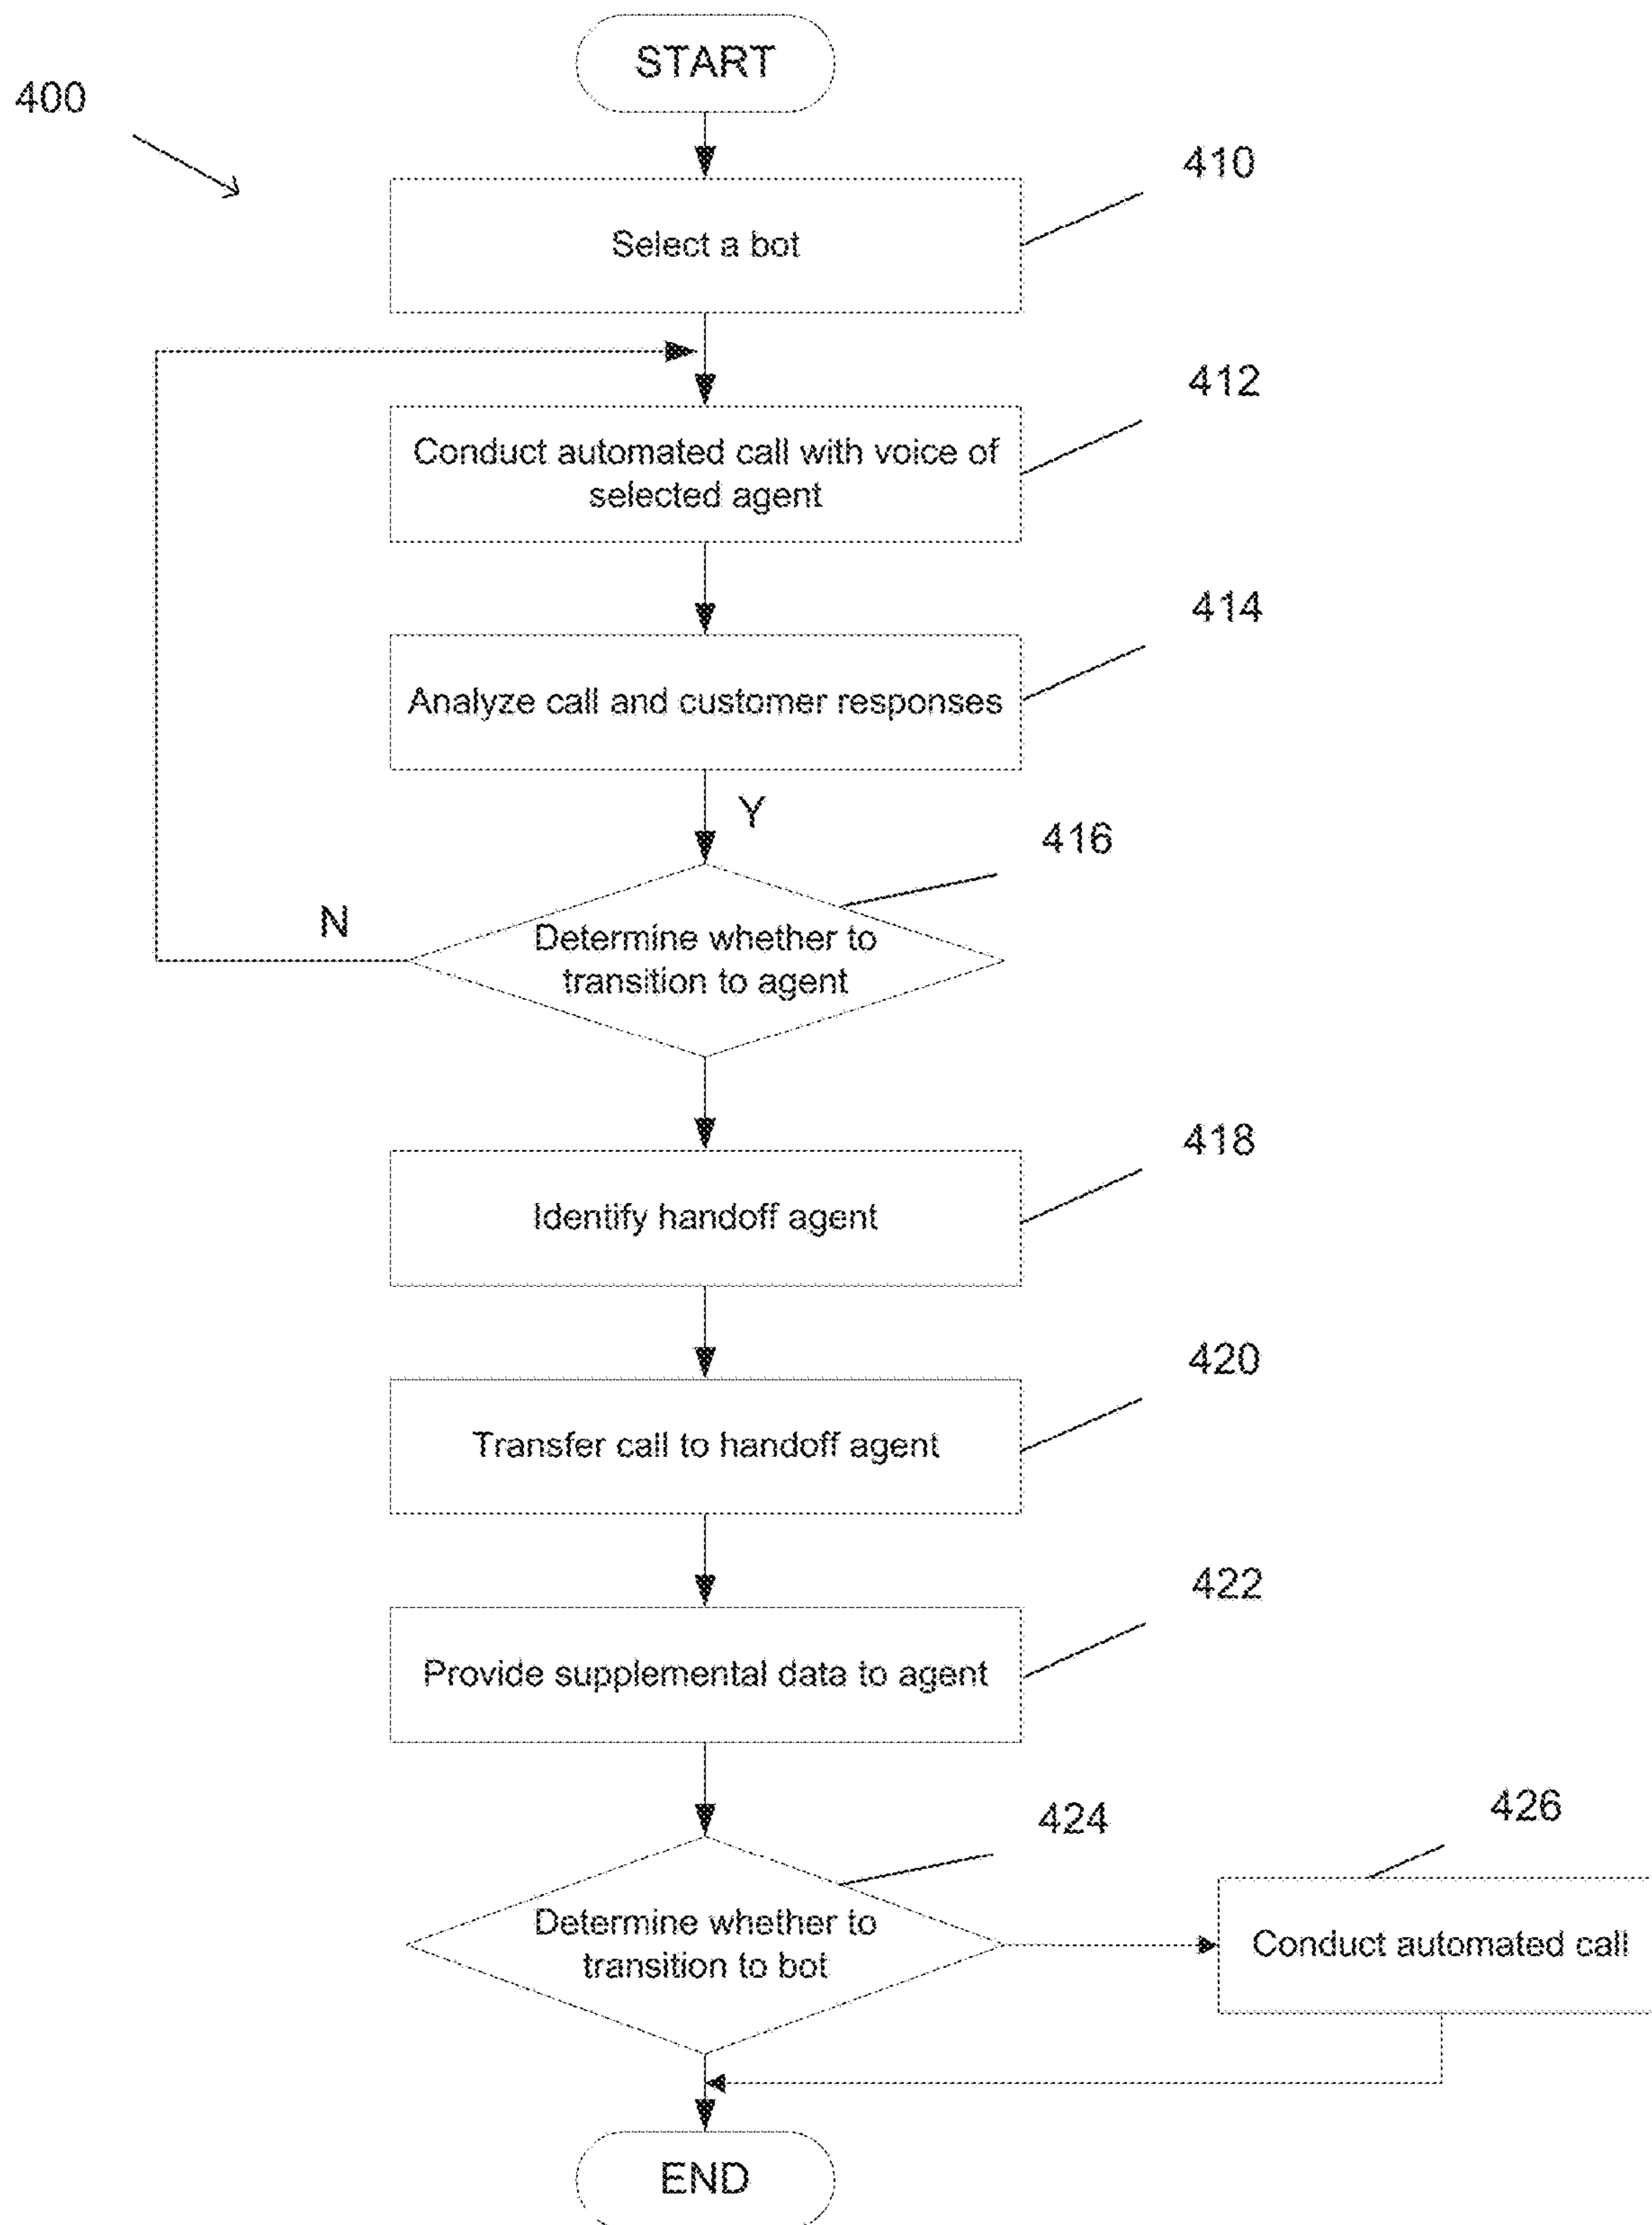 START
400
410
Select a bot
412
Conduct automated call with voice of
selected agent
414
Analyze call and customer responses
Y
416
N
Determine whether to
transition to agent
418
Identify handoff agent
420
Transfer call to handoff agent
422
Provide supplemental data to agent
424
426
Determine whether to
transition to bot
Conduct automated call
END